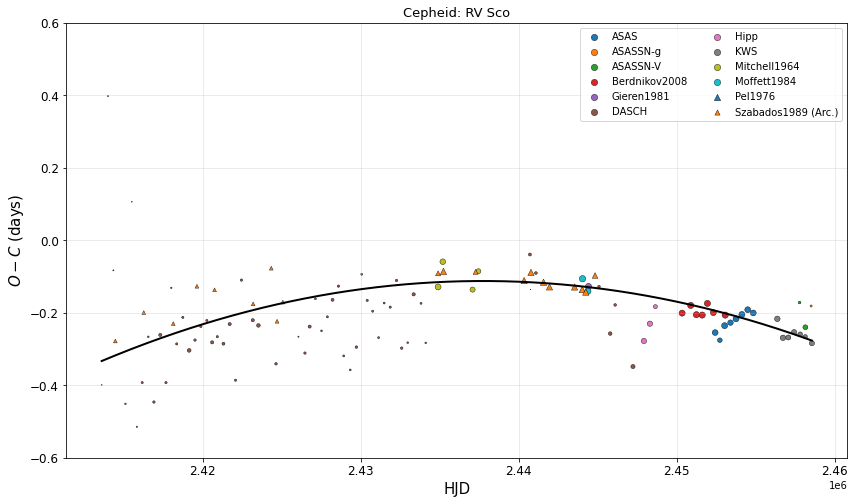 Cepheid: RV Sco
O − C (days)
0.6
0.4
0.2
0.0
−0.2
−0.4
−0.6
ASAS
ASASSN-g
ASASSN-V
Berdnikov2008
Gieren1981
DASCH
Hipp
KWS
Mitchell1964
Moffett1984
Pel1976
Szabados1989 (Arc.)
2.42 2.43 2.44 2.45 2.46
1e6
HJD